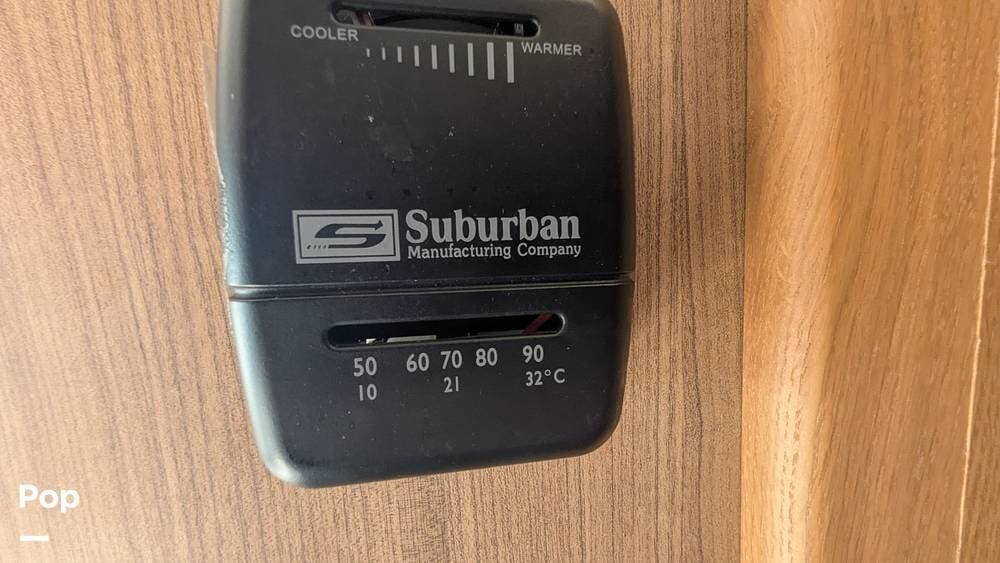 COOLER
WARMER
Suburban
Manufacturing Company
50 60 70 80 90
10 21 32°C
Pop